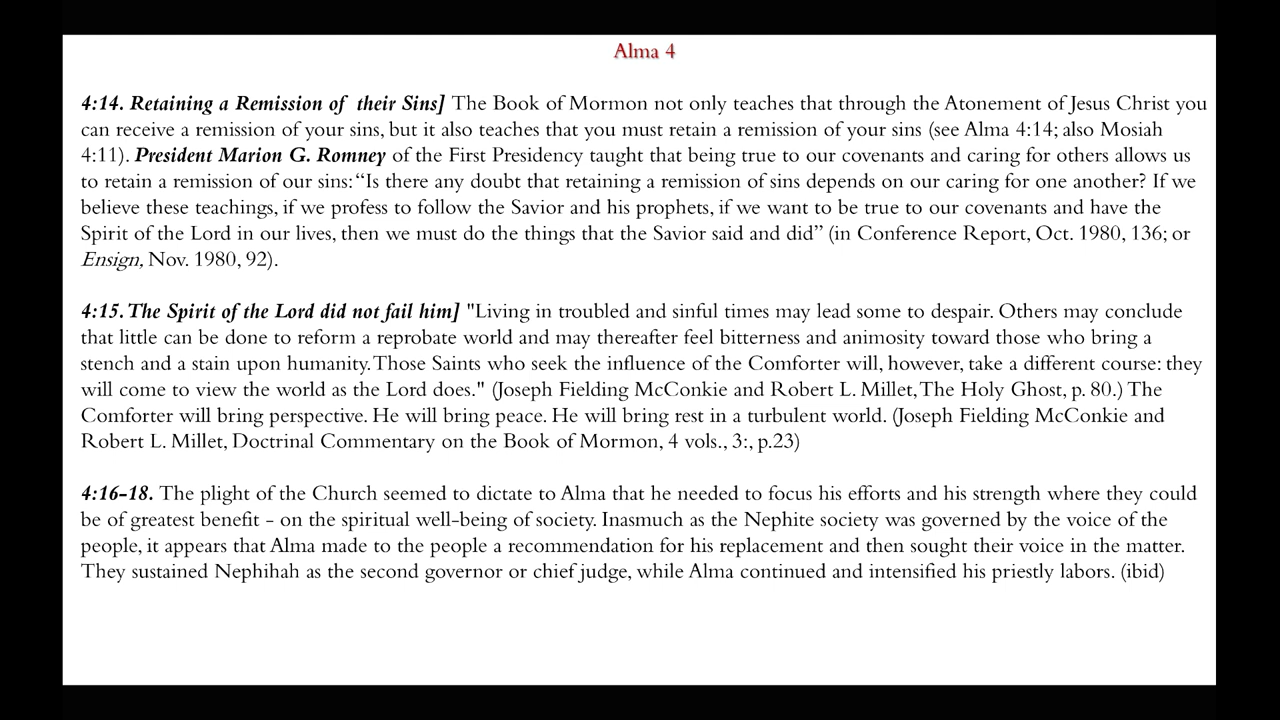 Alma 4
4:14. Retaining a Remission of their Sins] The Book of Mormon not only teaches that through the Atonement of Jesus Christ you
can receive a remission of your sins, but it also teaches that you must retain a remission of your sins (see Alma 4:14; also Mosiah
4:11). President Marion G. Romney of the First Presidency taught that being true to our covenants and caring for others allows us
to retain a remission of our sins: “Is there any doubt that retaining a remission of sins depends on our caring for one another? If we
believe these teachings, if we profess to follow the Savior and his prophets, if we want to be true to our covenants and have the
Spirit of the Lord in our lives, then we must do the things that the Savior said and did” (in Conference Report, Oct. 1980, 136; or
Ensign, Nov. 1980, 92).
4:15. The Spirit of the Lord did not fail him] "Living in troubled and sinful times may lead some to despair. Others may conclude
that little can be done to reform a reprobate world and may thereafter feel bitterness and animosity toward those who bring a
stench and a stain upon humanity. Those Saints who seek the influence of the Comforter will, however, take a different course: they
will come to view the world as the Lord does." (Joseph Fielding McConkie and Robert L. Millet, The Holy Ghost, p. 80.) The
Comforter will bring perspective. He will bring peace. He will bring rest in a turbulent world. (Joseph Fielding McConkie and
Robert L. Millet, Doctrinal Commentary on the Book of Mormon, 4 vols., 3:, p.23)
4:16-18. The plight of the Church seemed to dictate to Alma that he needed to focus his efforts and his strength where they could
be of greatest benefit - on the spiritual well-being of society. Inasmuch as the Nephite society was governed by the voice of the
people, it appears that Alma made to the people a recommendation for his replacement and then sought their voice in the matter.
They sustained Nephihah as the second governor or chief judge, while Alma continued and intensified his priestly labors. (ibid)